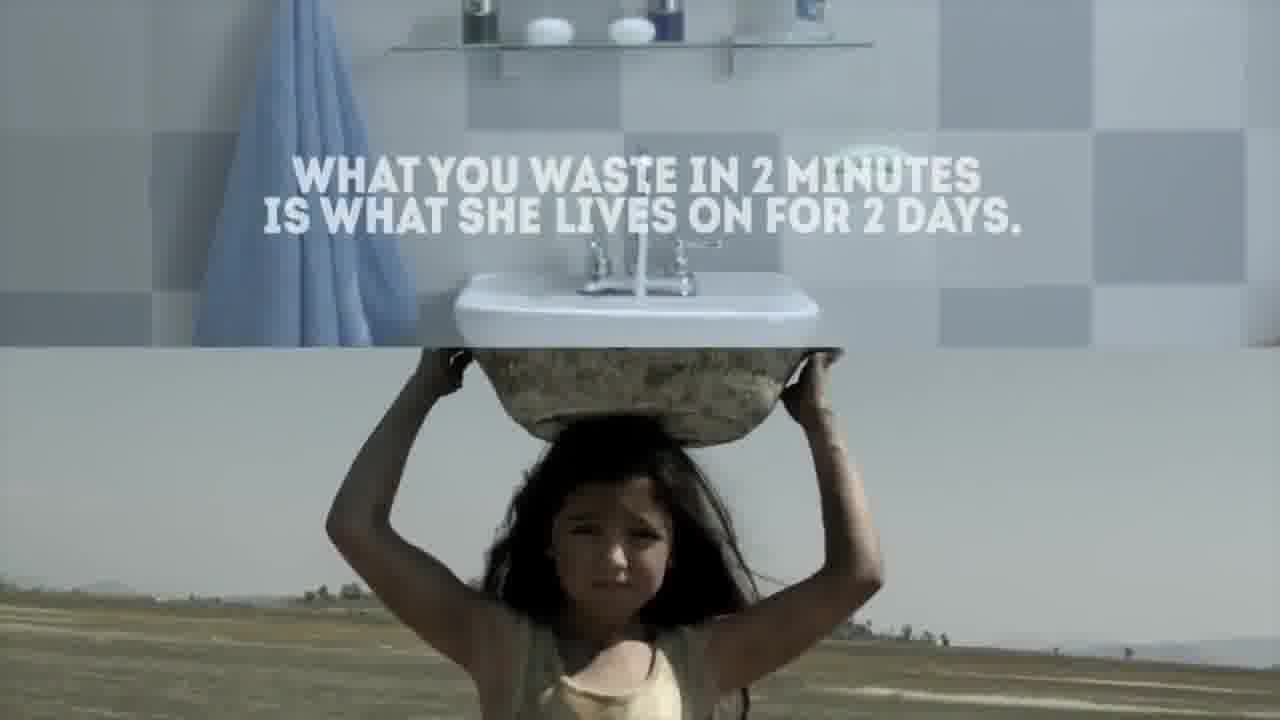 WHAT YOU WASTE IN 2 MINUTES
IS WHAT SHE LIVES ON FOR 2 DAYS.